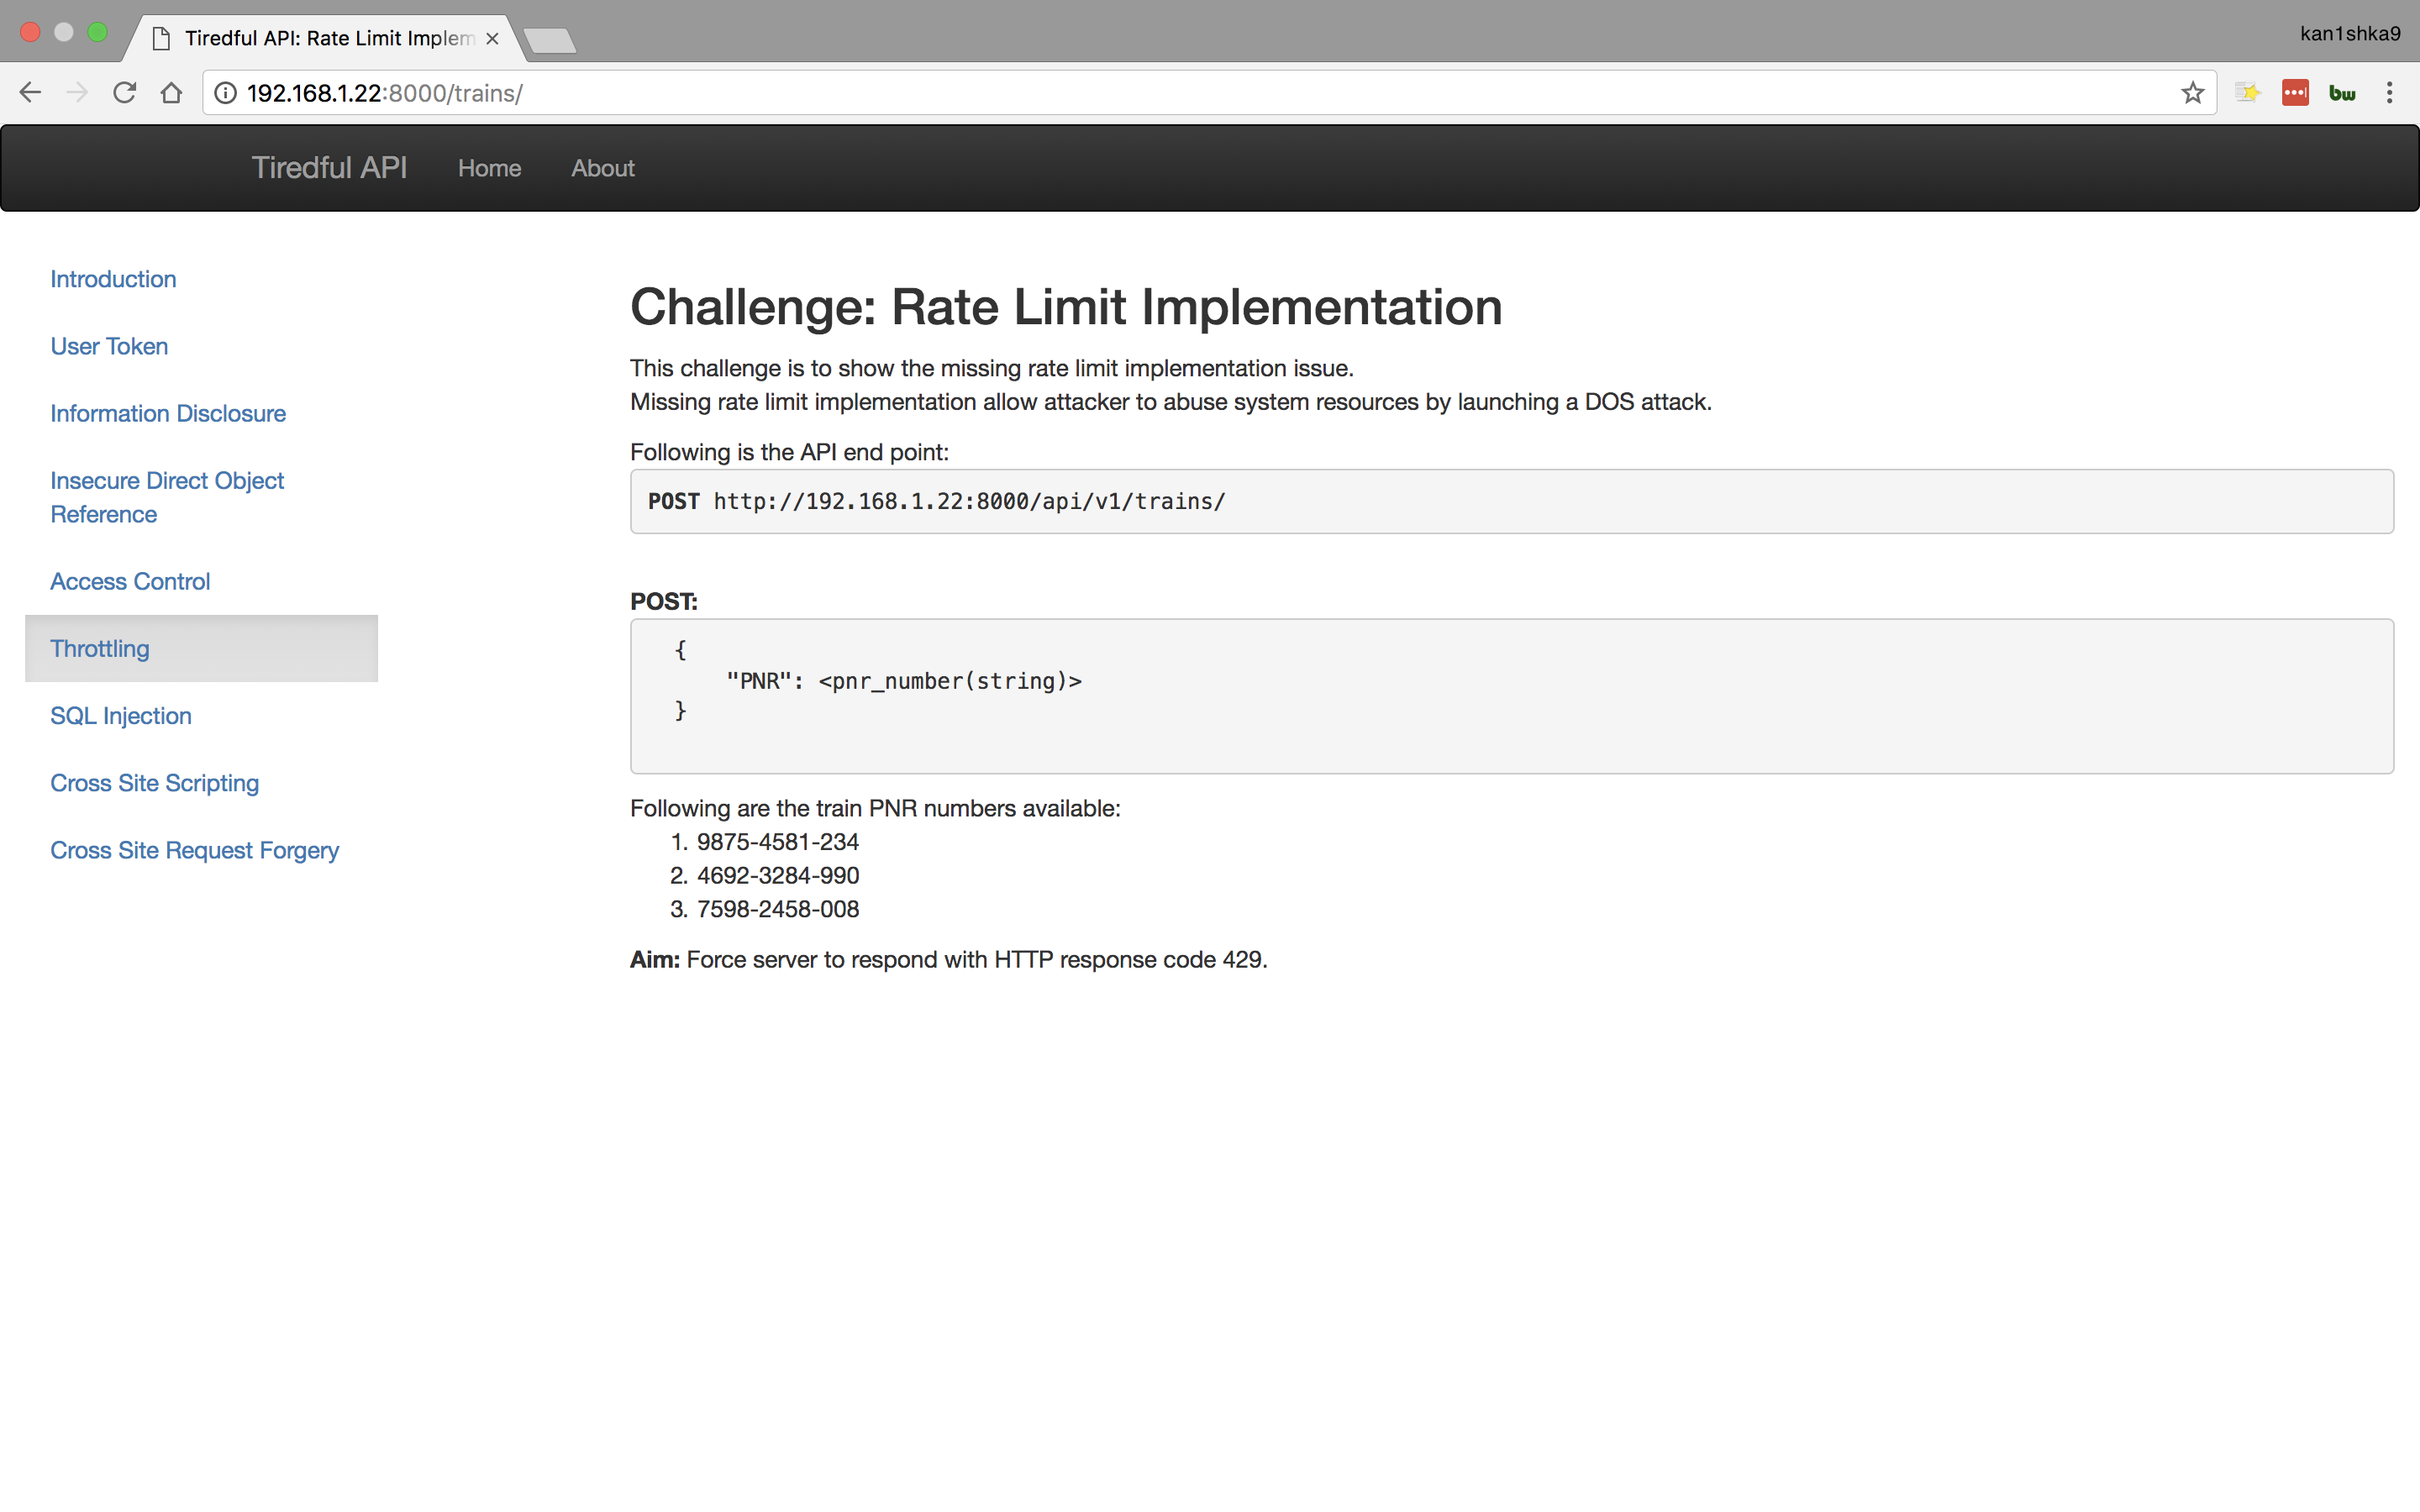 Tiredful API: Rate Limit Implem
kan1shka9
192.168.1.22:8000/trains/
bw
Tiredful API
Home
About
Introduction
User Token
Information Disclosure
Insecure Direct Object
Reference
Access Control
Throttling
SQL Injection
Cross Site Scripting
Cross Site Request Forgery
Challenge: Rate Limit Implementation
This challenge is to show the missing rate limit implementation issue.
Missing rate limit implementation allow attacker to abuse system resources by launching a DOS attack.
Following is the API end point:
POST http://192.168.1.22:8000/api/v1/trains/
POST:
{
"PNR": <pnr_number(string)>
}
Following are the train PNR numbers available:
1. 9875-4581-234
2. 4692-3284-990
3. 7598-2458-008
Aim: Force server to respond with HTTP response code 429.